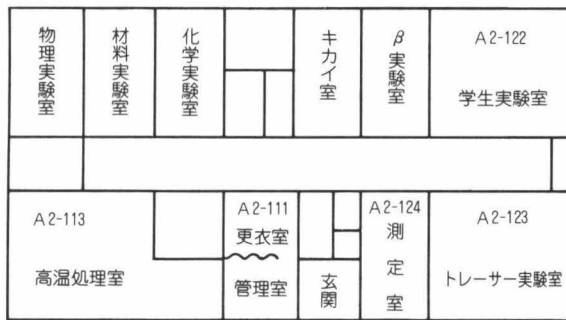 物理実験室
材料実験室
化学実験室
キカイ室
β実験室
A2-122
学生実験室
A2-113
高温処理室
A2-111
更衣室
管理室
玄関
A2-124
測定室
A2-123
トレーサー実験室